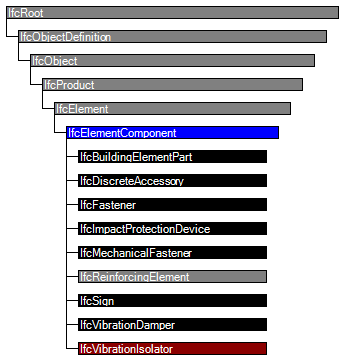 IfcRoot
IfcObjectDefinition
IfcObject
IfcProduct
IfcElement
IfcElementComponent
IfcBuildingElementPart
IfcDiscreteAccessory
IfcFastener
IfcImpactProtectionDevice
IfcMechanicalFastener
IfcReinforcingElement
IfcSign
IfcVibrationDamper
IfcVibrationIsolator